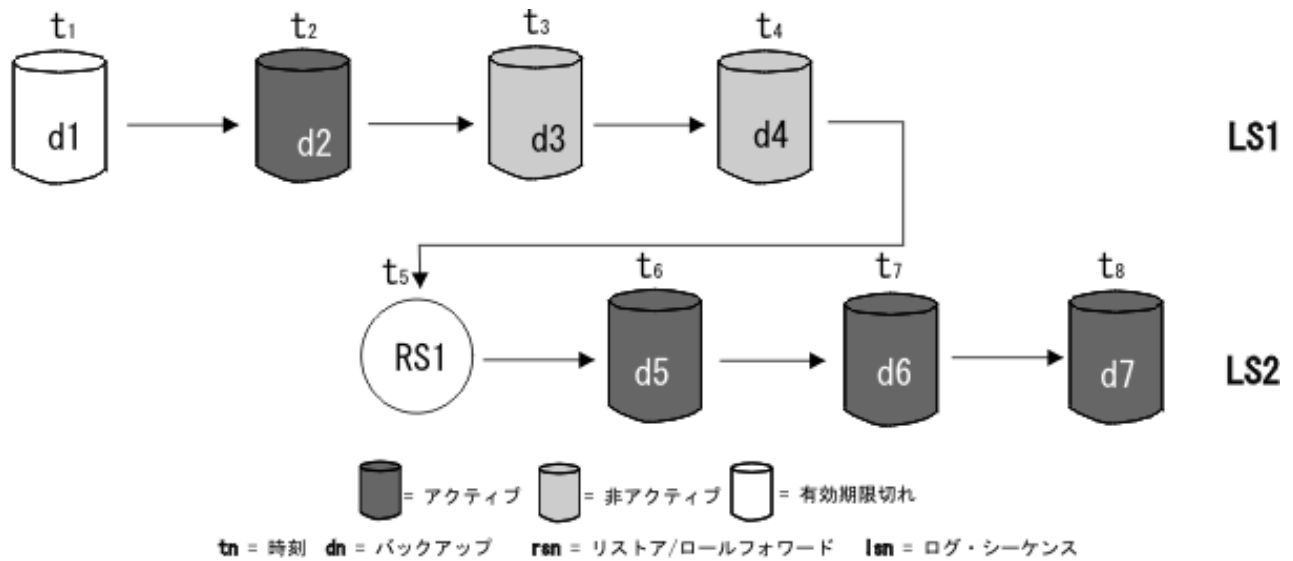 t₁ t₂ t₃ t₄
d1 d2 d3 d4 LS1
t₅ t₆ t₇ t₈
RS1 d5 d6 d7 LS2
= アクティブ = 非アクティブ = 有効期限切れ
tn = 時刻 dn = バックアップ rsn = リストア/ロールフォワード lsn = ログ・シーケンス